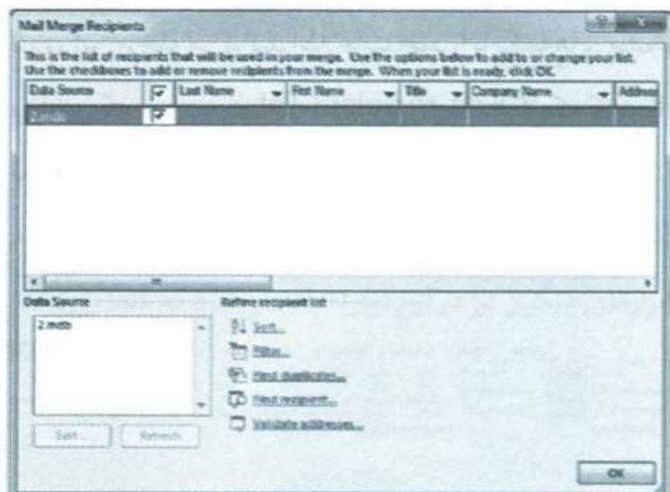 Mail Merge Recipients
This is the list of recipients that will be used in your merge. Use the options below to add to or change your list.
Use the checkboxes to add or remove recipients from the merge. When your list is ready, click OK.
Data Source Last Name First Name Title Company Name Address
2.mdb
Data Source
2.mdb
Edit... Refresh
Refine recipient list
Sort...
Filter...
Find duplicates...
Find recipient...
Validate addresses...
OK